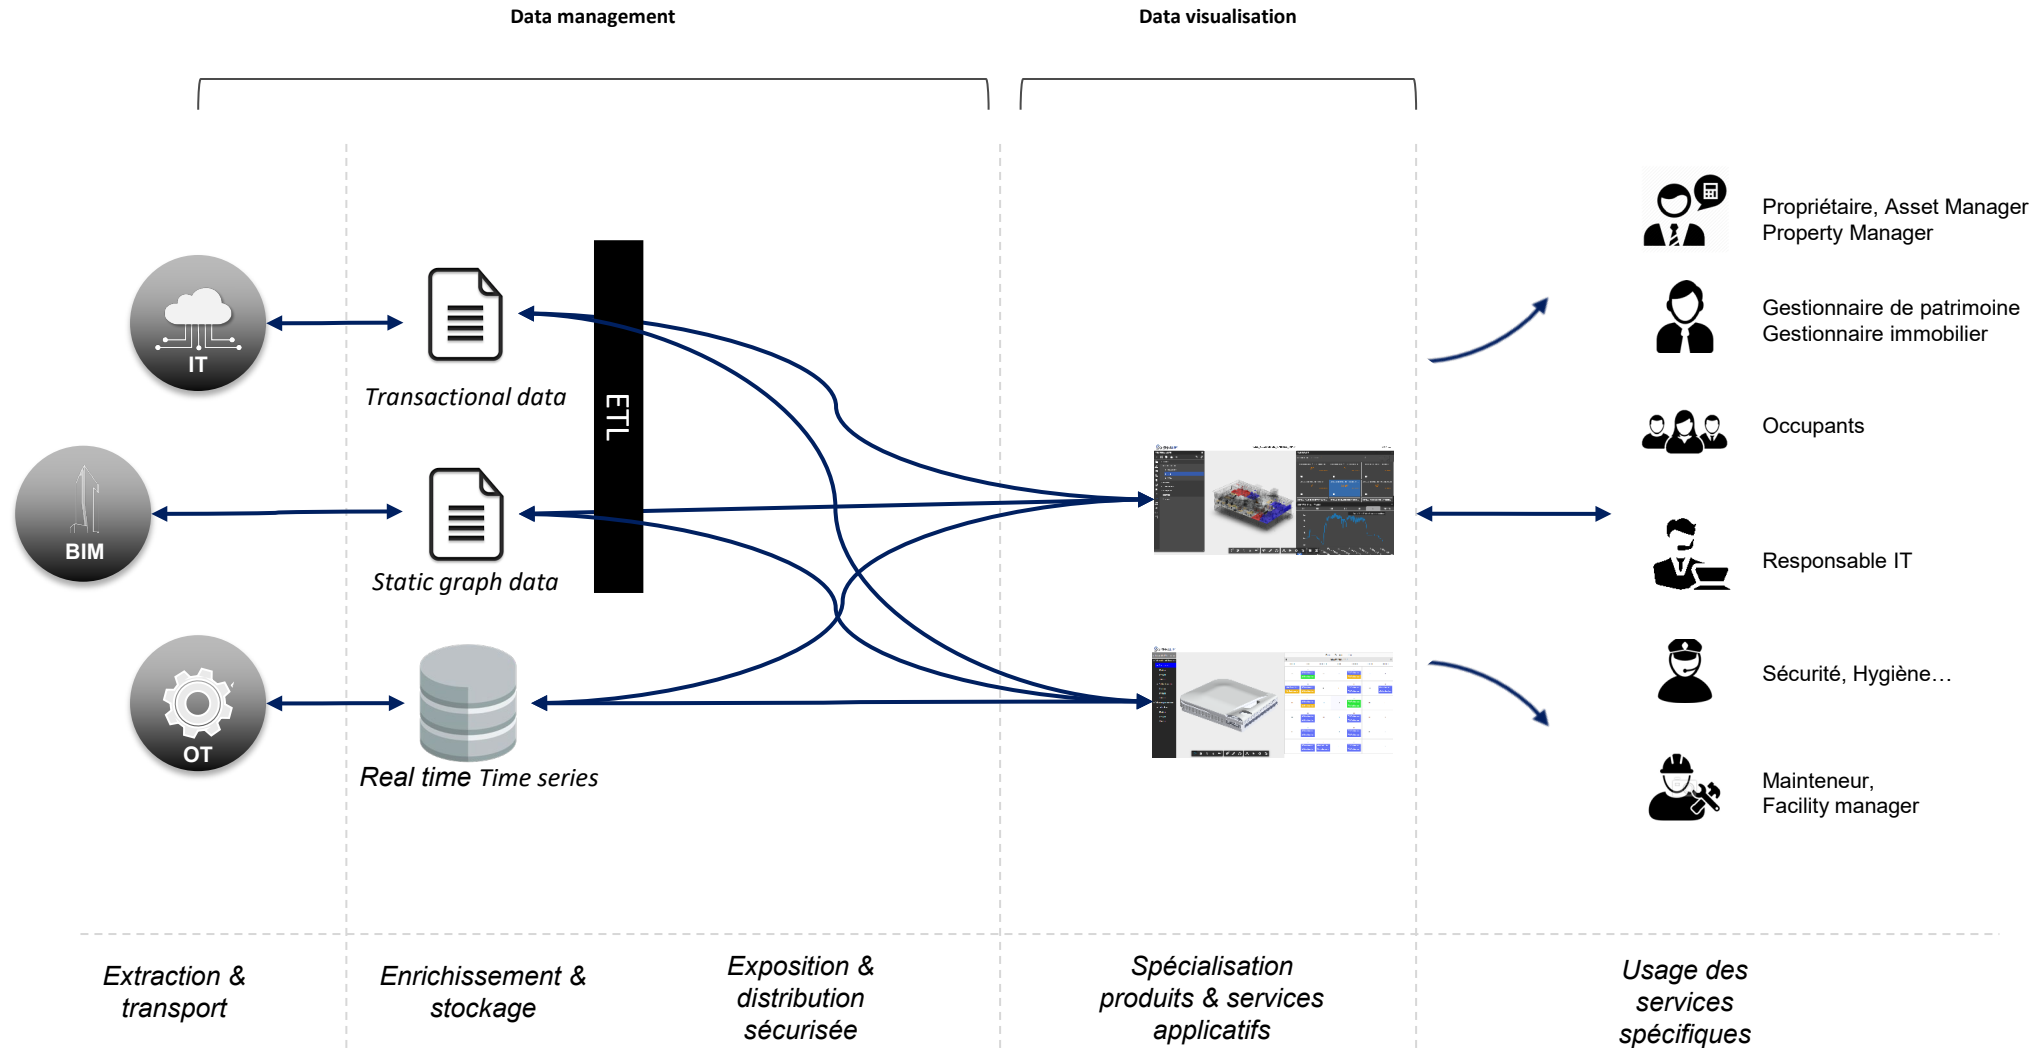 Data management
Data visualisation
IT
Transactional data
ETL
BIM
Static graph data
OT
Real time Time series
Propriétaire, Asset Manager
Property Manager
Gestionnaire de patrimoine
Gestionnaire immobilier
Occupants
Responsable IT
Sécurité, Hygiène…
Mainteneur,
Facility manager
Extraction &
transport
Enrichissement &
stockage
Exposition &
distribution
sécurisée
Spécialisation
produits & services
applicatifs
Usage des
services
spécifiques